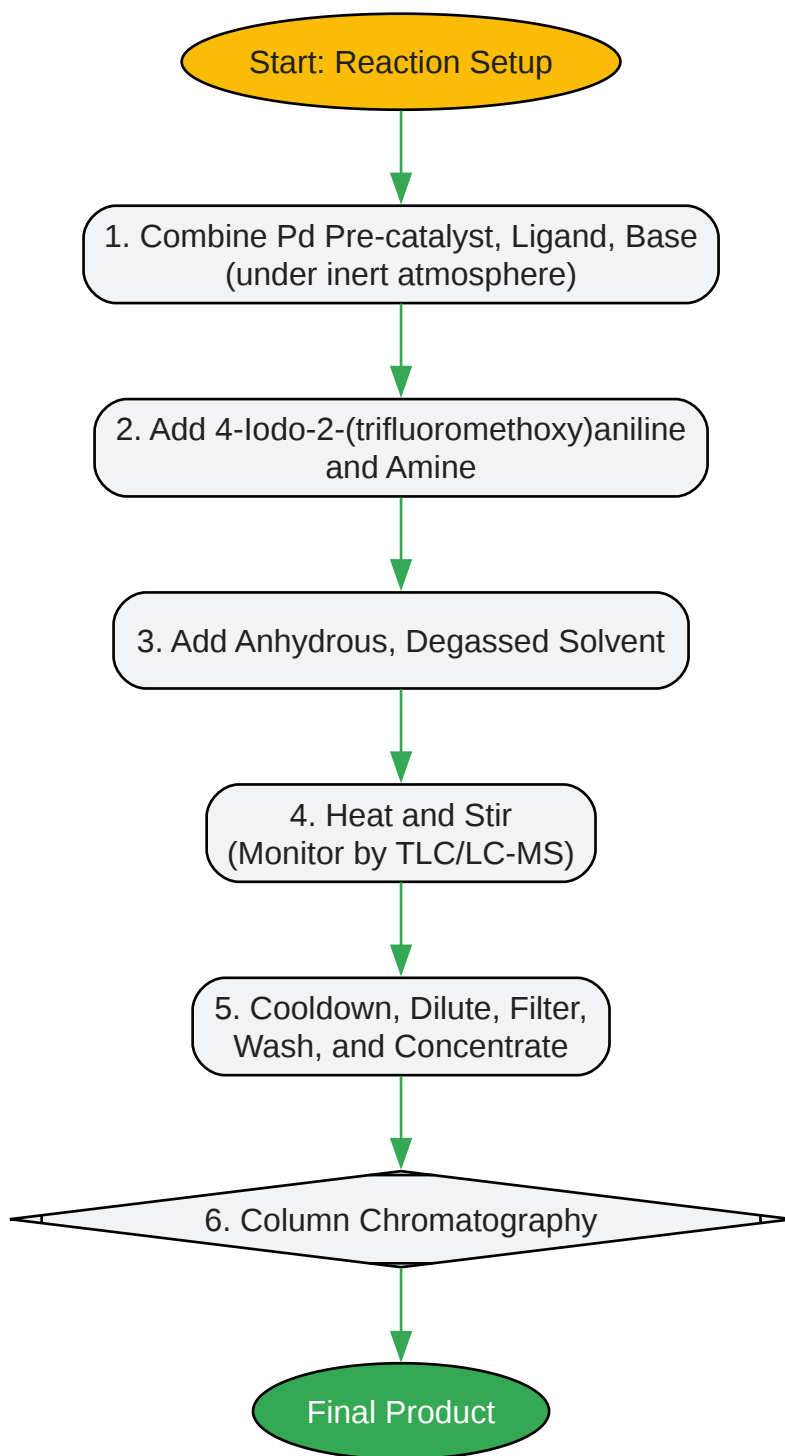 Start: Reaction Setup
1. Combine Pd Pre-catalyst, Ligand, Base
(under inert atmosphere)
2. Add 4-Iodo-2-(trifluoromethoxy)aniline
and Amine
3. Add Anhydrous, Degassed Solvent
4. Heat and Stir
(Monitor by TLC/LC-MS)
5. Cooldown, Dilute, Filter,
Wash, and Concentrate
6. Column Chromatography
Final Product